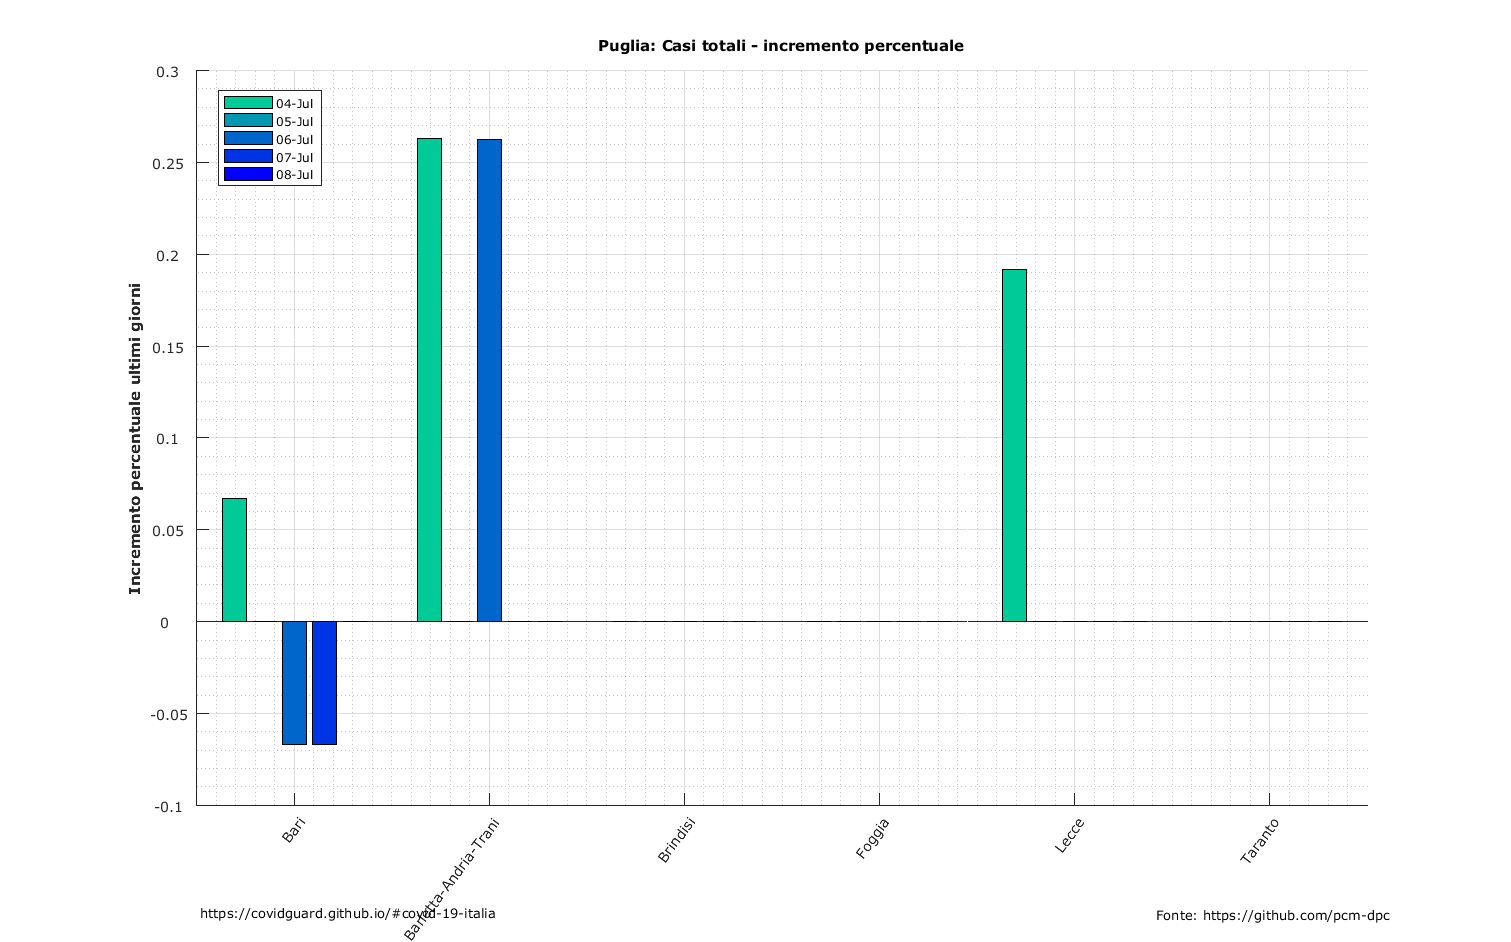 Puglia: Casi totali - incremento percentuale
0.3
0.25
0.2
0.15
0.1
0.05
0
-0.05
-0.1
Incremento percentuale ultimi giorni
04-Jul
05-Jul
06-Jul
07-Jul
08-Jul
Bari
Barletta-Andria-Trani
Brindisi
Foggia
Lecce
Taranto
https://covidguard.github.io/#covid-19-italia
Fonte: https://github.com/pcm-dpc